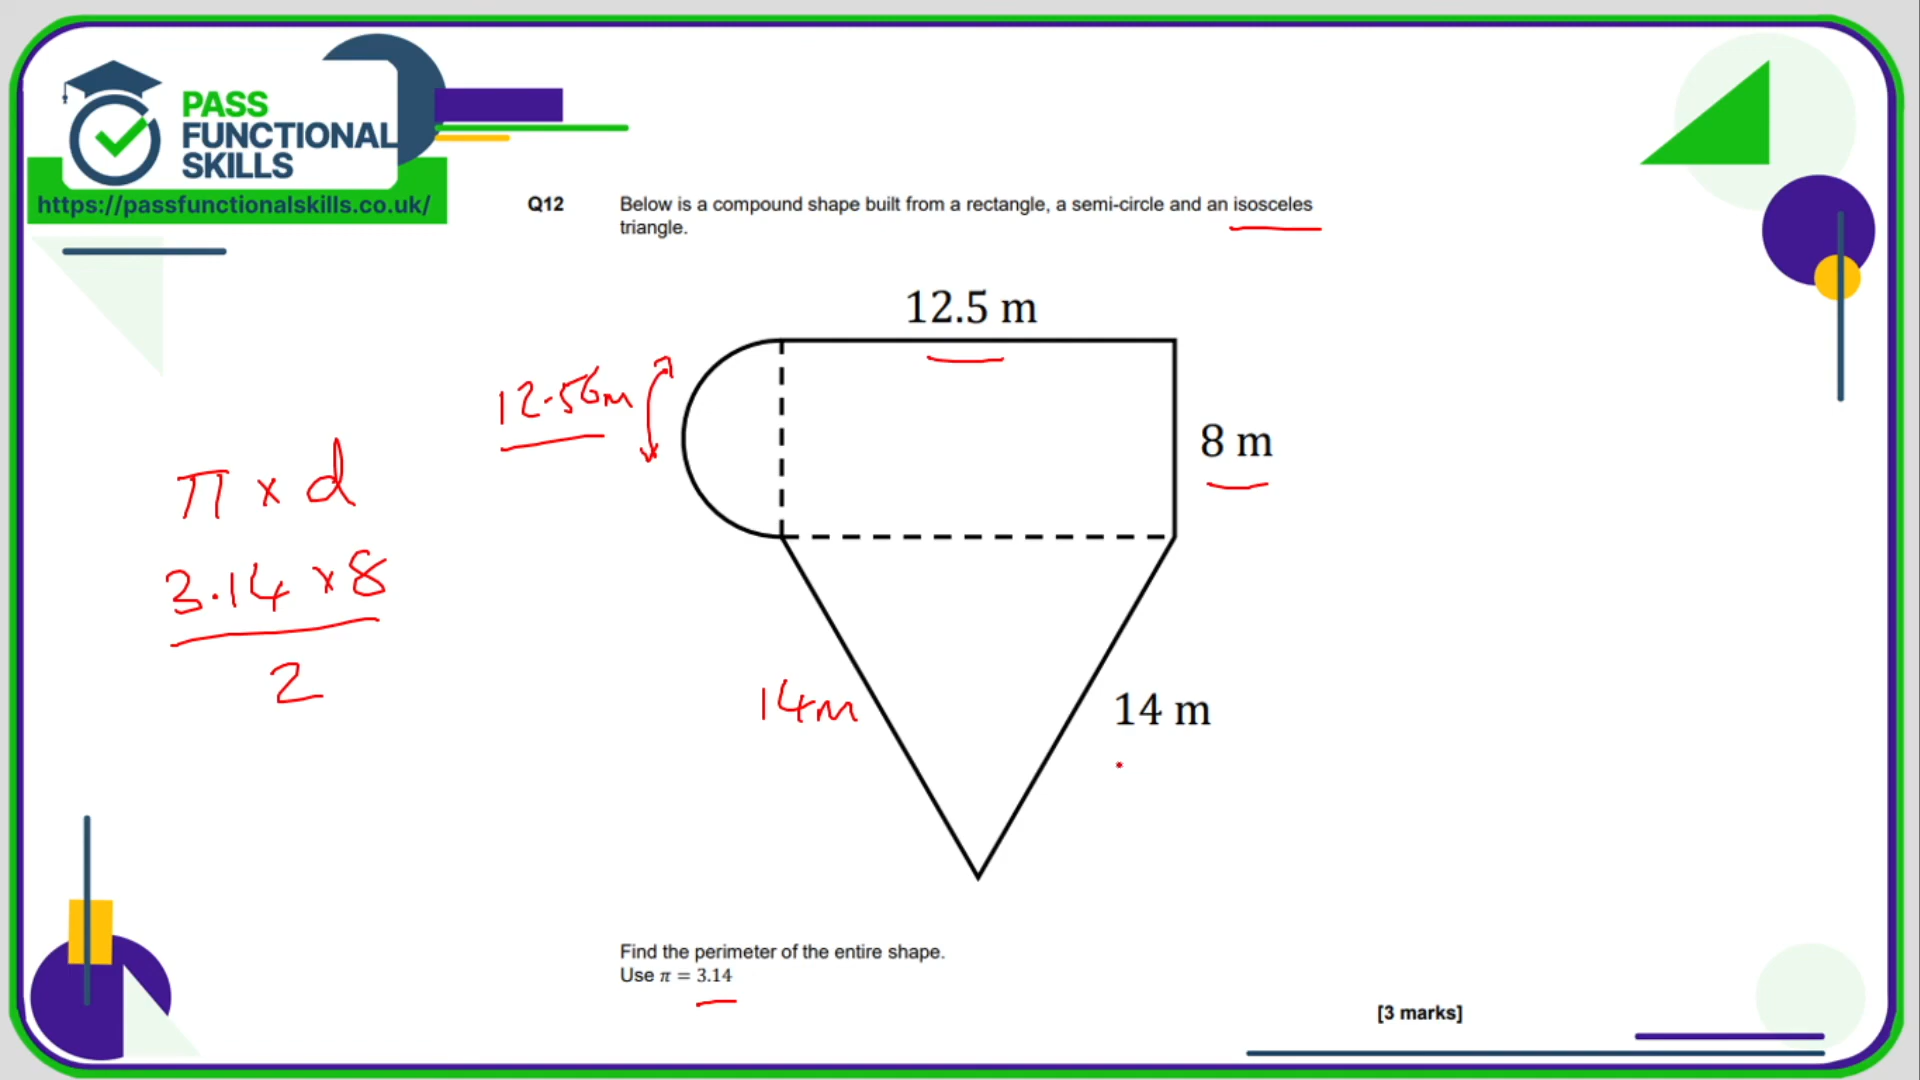 PASS
FUNCTIONAL
SKILLS
https://passfunctionalskills.co.uk/
Q12 Below is a compound shape built from a rectangle, a semi-circle and an isosceles
triangle.
12.5 m
12.56m
8 m
π × d
3.14 × 8
2
14m
14 m
Find the perimeter of the entire shape.
Use π = 3.14
[3 marks]